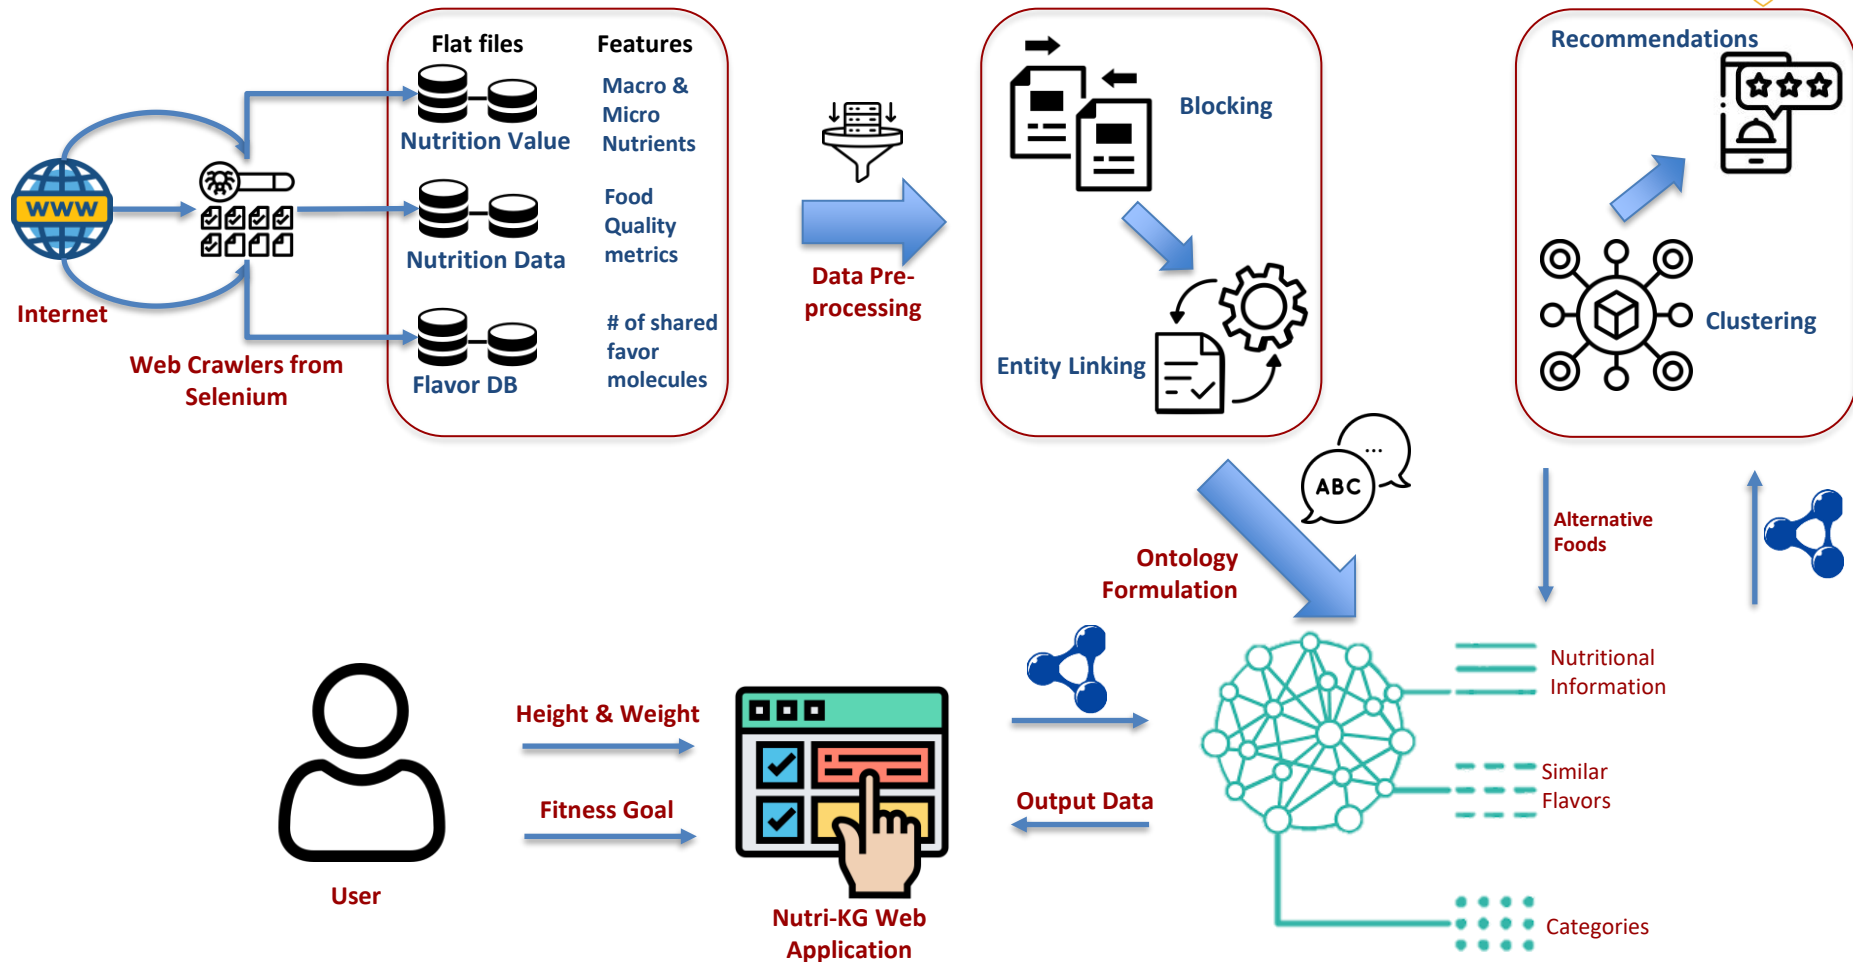 Flat files
Features
Macro &
Micro
Nutrients
Nutrition Value
Food
Quality
metrics
Nutrition Data
# of shared
favor
molecules
Flavor DB
www
Internet
Web Crawlers from
Selenium
Data Pre-
processing
Blocking
Entity Linking
Recommendations
Clustering
...
ABC
Ontology
Formulation
Alternative
Foods
Nutritional
Information
Similar
Flavors
Categories
Height & Weight
Fitness Goal
Output Data
User
Nutri-KG Web
Application